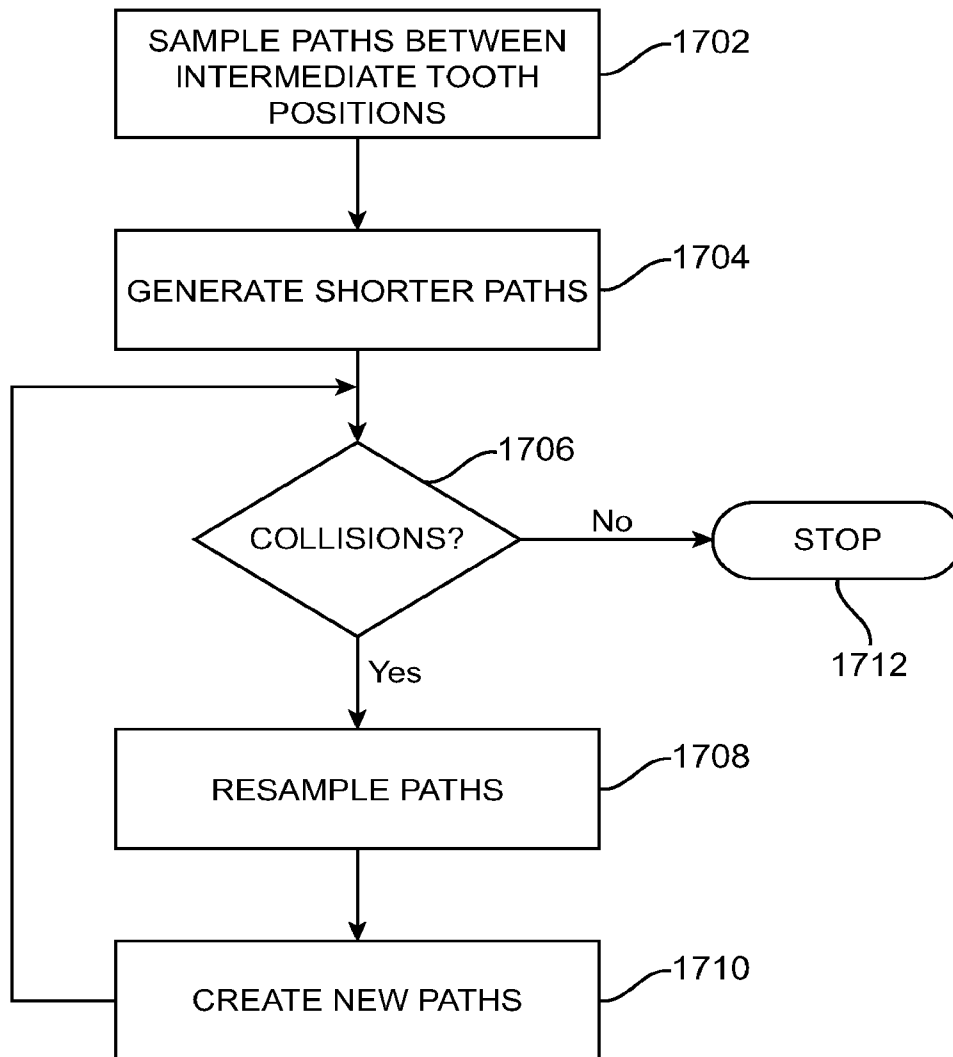 SAMPLE PATHS BETWEEN
INTERMEDIATE TOOTH
POSITIONS
1702
GENERATE SHORTER PATHS
1704
COLLISIONS?
1706
No
STOP
1712
Yes
RESAMPLE PATHS
1708
CREATE NEW PATHS
1710